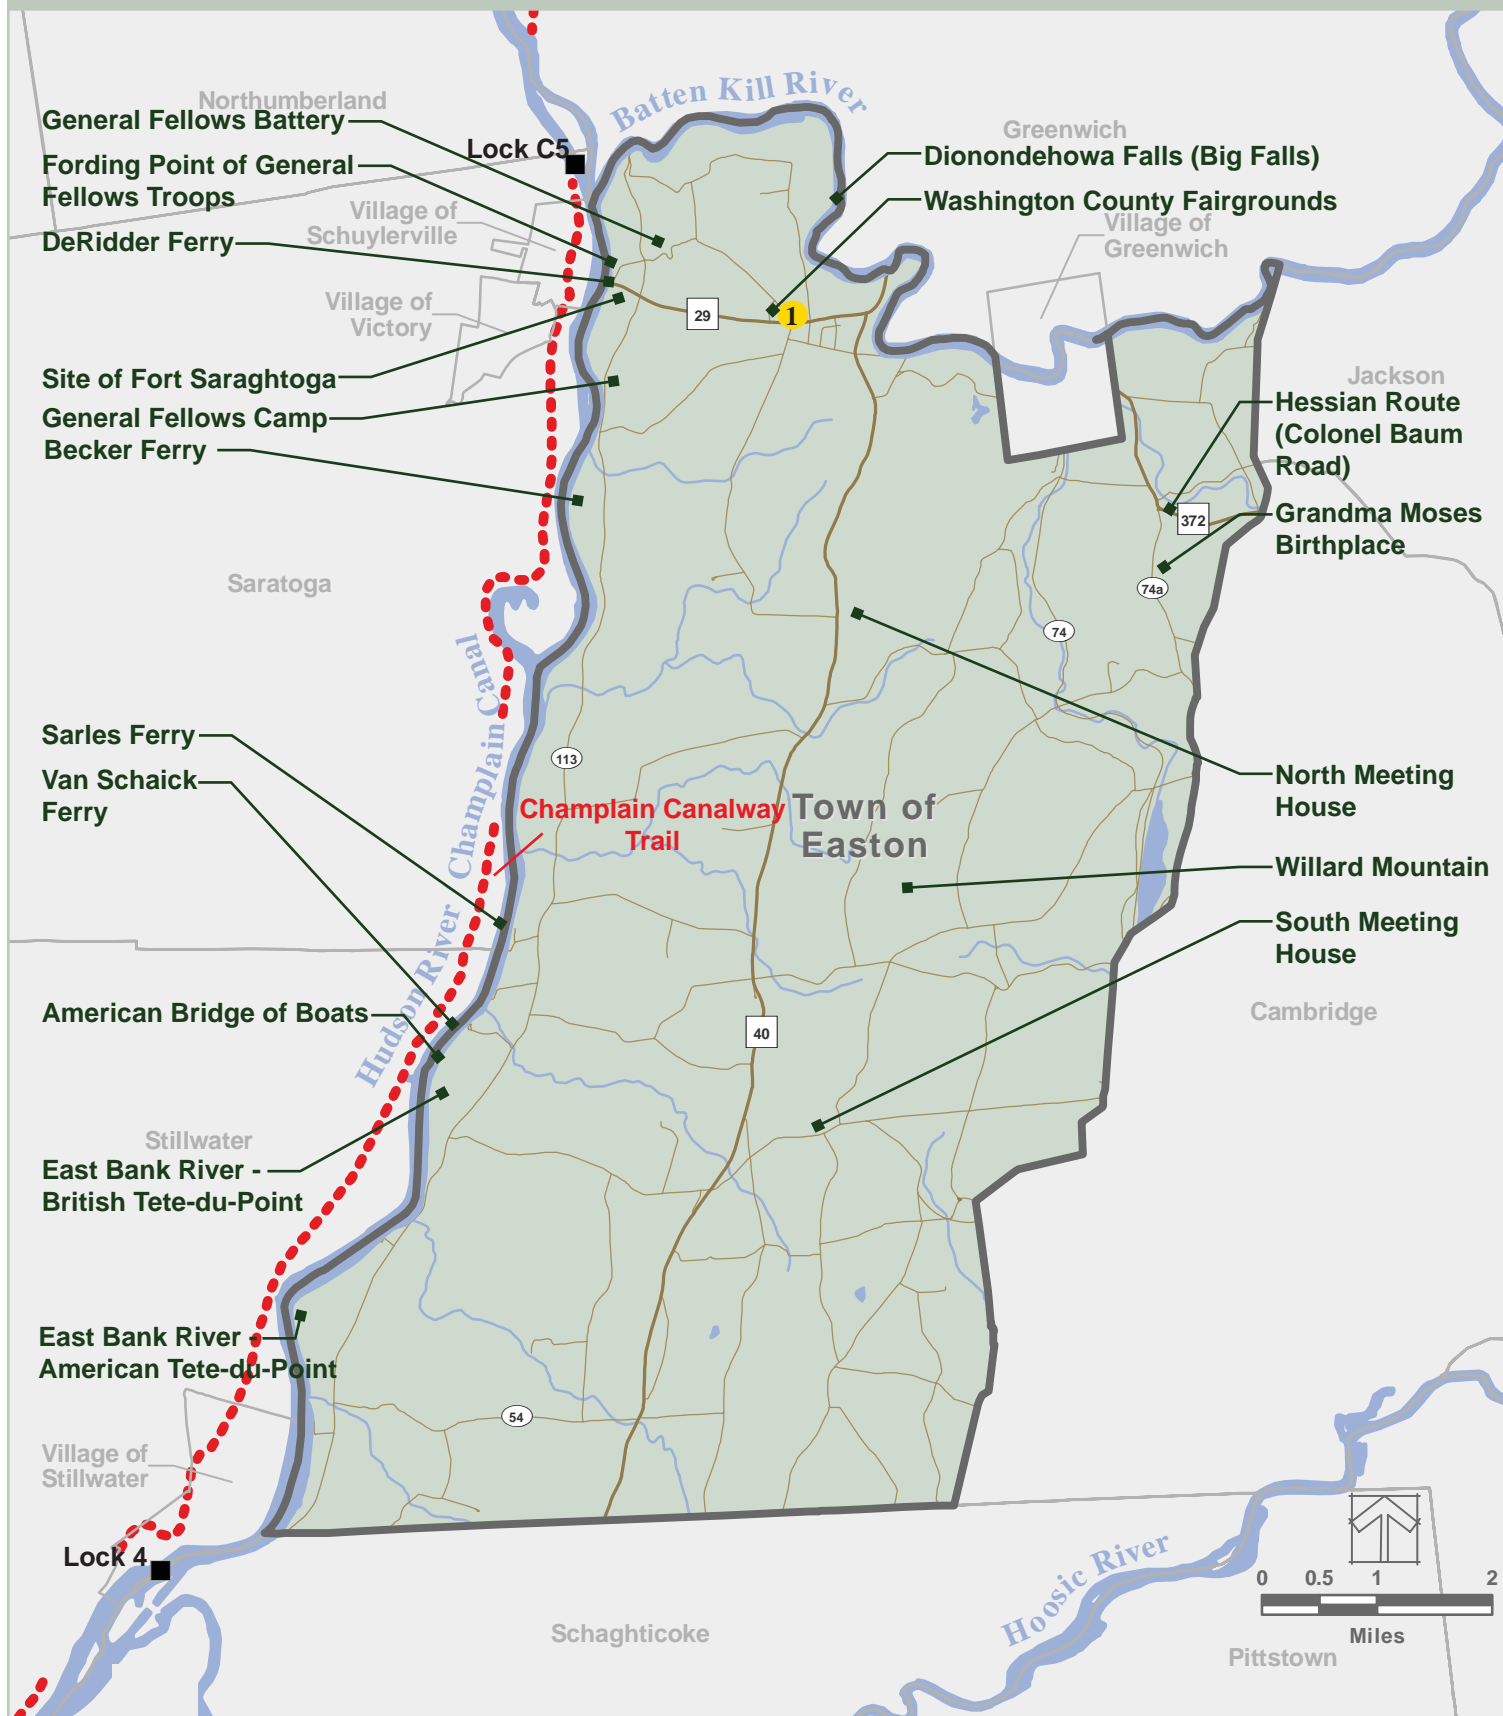 Batten Kill River
Northumberland
General Fellows Battery
Greenwich
Lock C5
Dionondehowa Falls (Big Falls)
Fording Point of General
Fellows Troops
Washington County Fairgrounds
Village of
Schuylerville
Village of
Greenwich
DeRidder Ferry
Village of
Victory
29
1
Site of Fort Saraghtoga
Jackson
General Fellows Camp
Hessian Route
(Colonel Baum
Road)
Becker Ferry
372
Grandma Moses
Birthplace
Saratoga
74a
74
Champlain Canal
Sarles Ferry
113
Van Schaick
Ferry
North Meeting
House
Champlain Canalway
Trail
Town of
Easton
Willard Mountain
South Meeting
House
Hudson River
American Bridge of Boats
Cambridge
40
Stillwater
East Bank River -
British Tete-du-Point
East Bank River -
American Tete-du-Point
54
Village of
Stillwater
Lock 4
Hoosic River
0 0.5 1 2
Miles
Schaghticoke
Pittstown